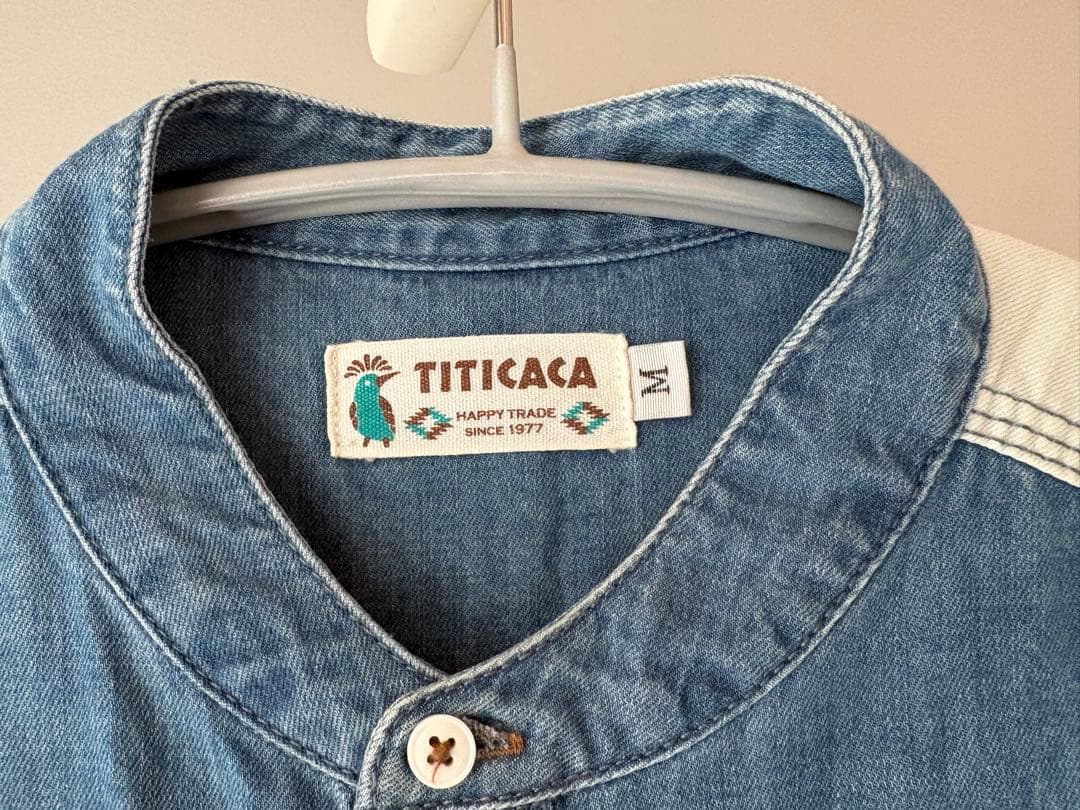 TITICACA
HAPPY TRADE
SINCE 1977
M